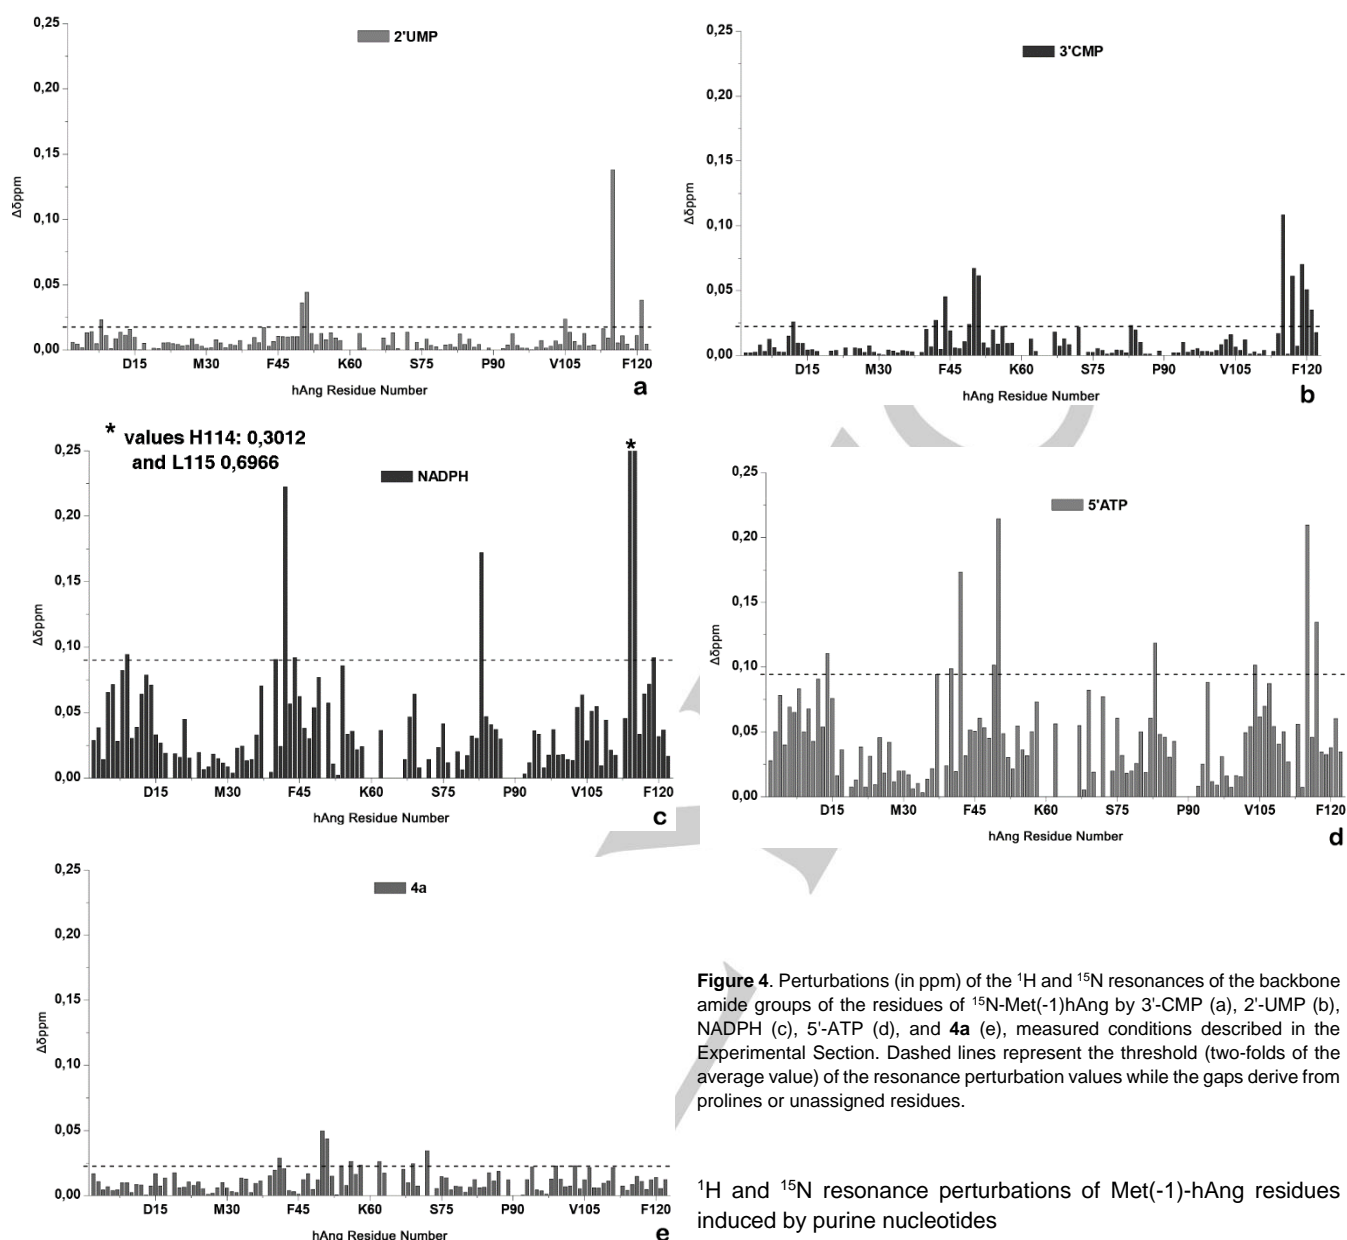 0,25
0,20
0,15
0,10
0,05
0,00
Δδppm
2'UMP
D15 M30 F45 K60 S75 P90 V105 F120
hAng Residue Number
a
0,25
0,20
0,15
0,10
0,05
0,00
Δδppm
3'CMP
D15 M30 F45 K60 S75 P90 V105 F120
hAng Residue Number
b
* values H114: 0,3012
and L115 0,6966
0,25
0,20
0,15
0,10
0,05
0,00
Δδppm
NADPH
*
D15 M30 F45 K60 S75 P90 V105 F120
hAng Residue Number
c
0,25
0,20
0,15
0,10
0,05
0,00
Δδppm
5'ATP
D15 M30 F45 K60 S75 P90 V105 F120
hAng Residue Number
d
0,25
0,20
0,15
0,10
0,05
0,00
Δδppm
4a
D15 M30 F45 K60 S75 P90 V105 F120
hAng Residue Number
e
Figure 4. Perturbations (in ppm) of the ¹H and ¹⁵N resonances of the backbone
amide groups of the residues of ¹⁵N-Met(-1)hAng by 3'-CMP (a), 2'-UMP (b),
NADPH (c), 5'-ATP (d), and 4a (e), measured conditions described in the
Experimental Section. Dashed lines represent the threshold (two-folds of the
average value) of the resonance perturbation values while the gaps derive from
prolines or unassigned residues.
¹H and ¹⁵N resonance perturbations of Met(-1)-hAng residues
induced by purine nucleotides